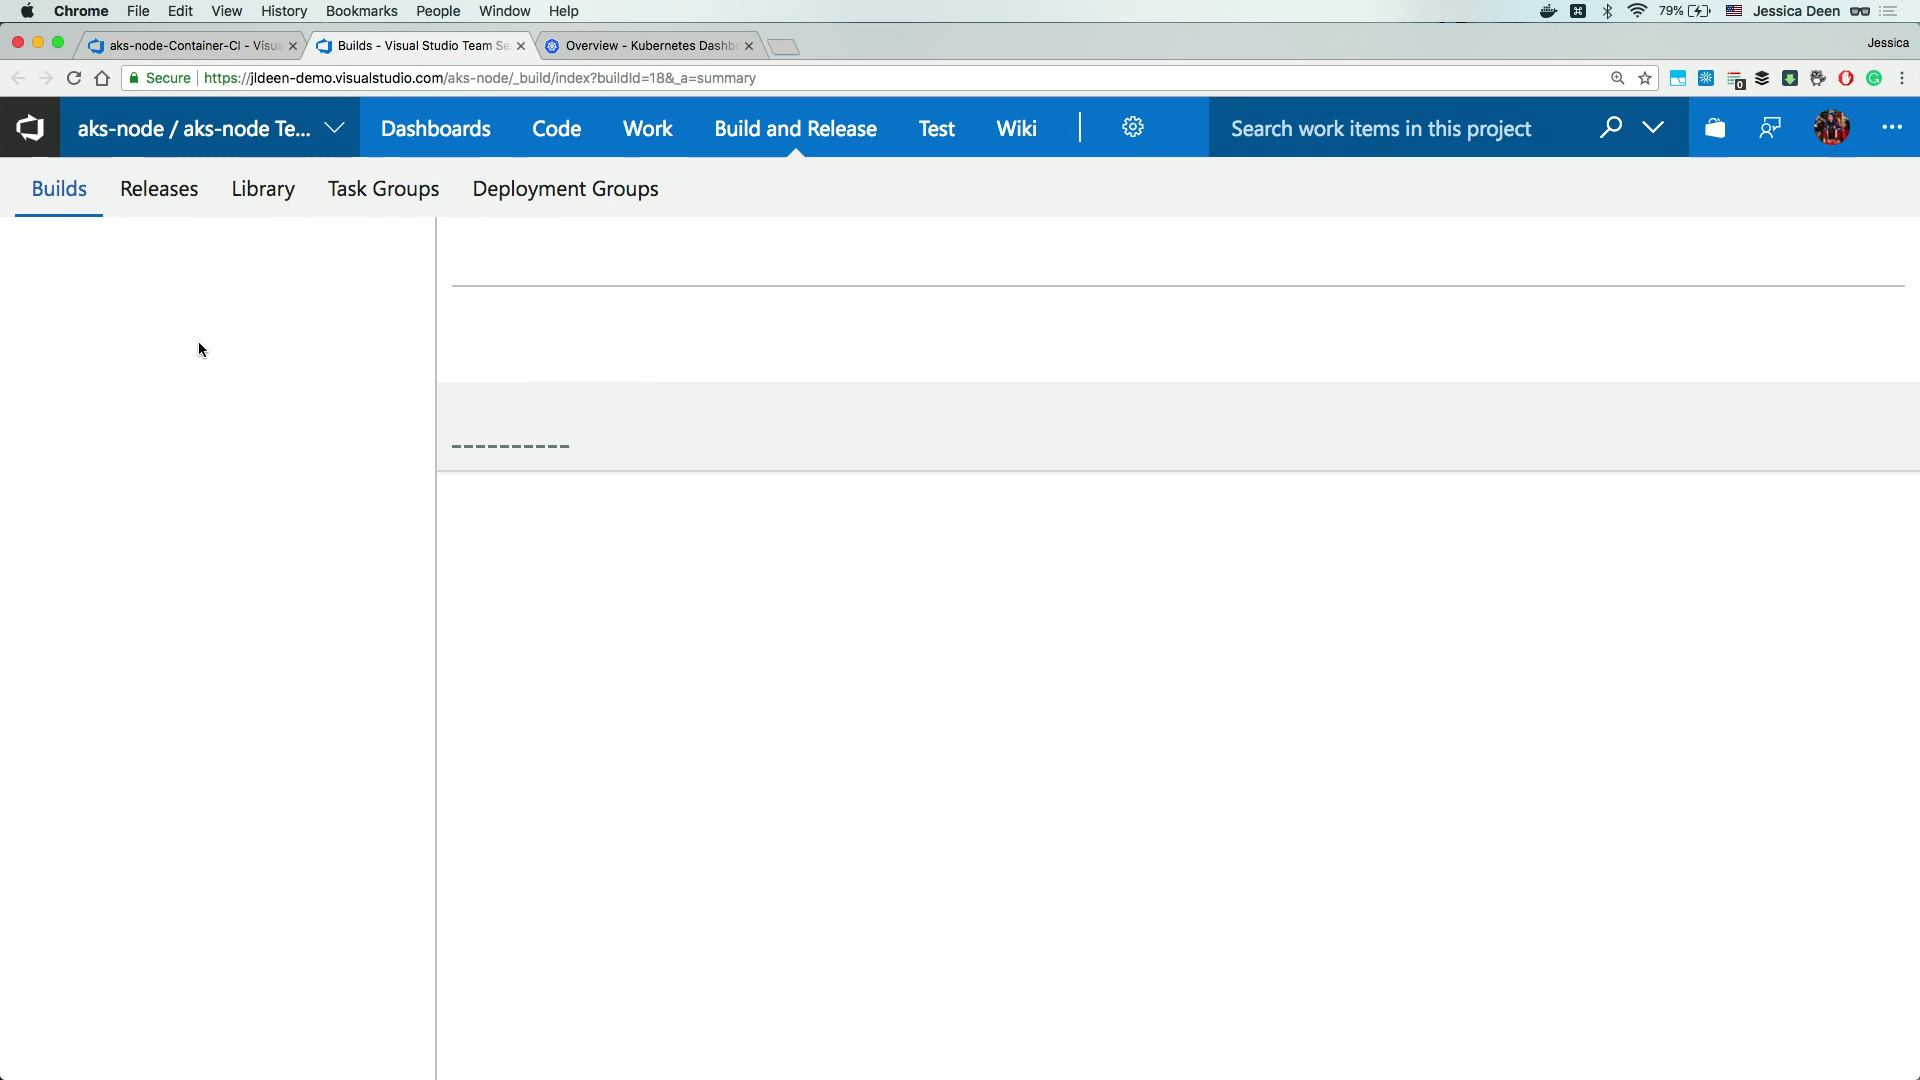 Chrome File Edit View History Bookmarks People Window Help 79% Jessica Deen
aks-node-Container-CI - Visua Builds - Visual Studio Team Se Overview - Kubernetes Dashbo Jessica
Secure https://jldeen-demo.visualstudio.com/aks-node/_build/index?buildId=18&_a=summary 0
aks-node / aks-node Te... Dashboards Code Work Build and Release Test Wiki Search work items in this project
Builds Releases Library Task Groups Deployment Groups